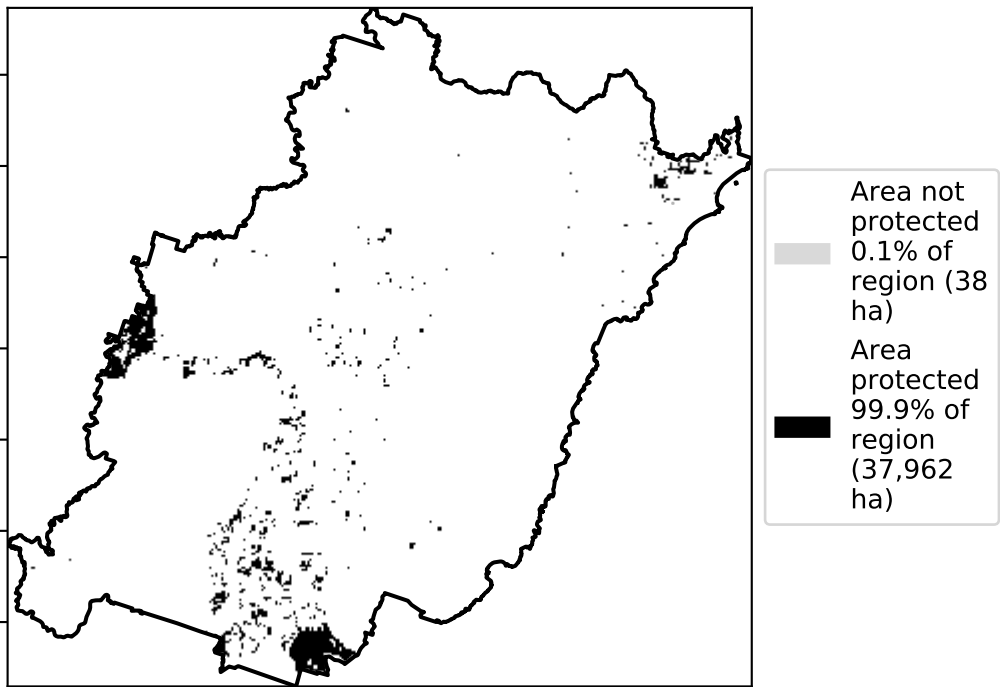 Area not
protected
0.1% of
region (38
ha)
Area
protected
99.9% of
region
(37,962
ha)